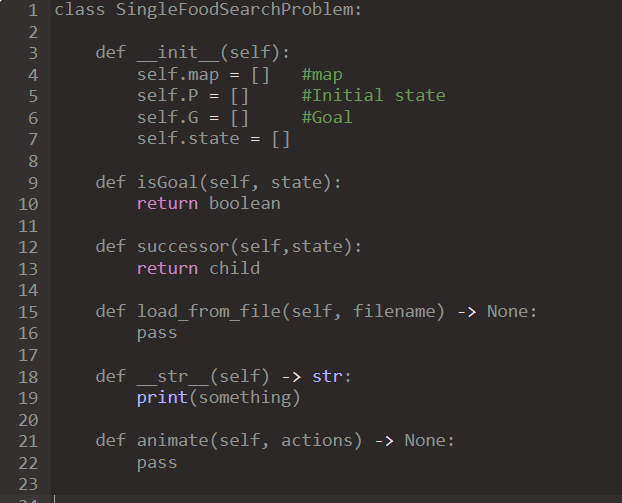 1 class SingleFoodSearchProblem:
2
3     def __init__(self):
4         self.map = []   #map
5         self.P = []     #Initial state
6         self.G = []     #Goal
7         self.state = []
8
9     def isGoal(self, state):
10         return boolean
11
12     def successor(self,state):
13         return child
14
15     def load_from_file(self, filename) -> None:
16         pass
17
18     def __str__(self) -> str:
19         print(something)
20
21     def animate(self, actions) -> None:
22         pass
23
24